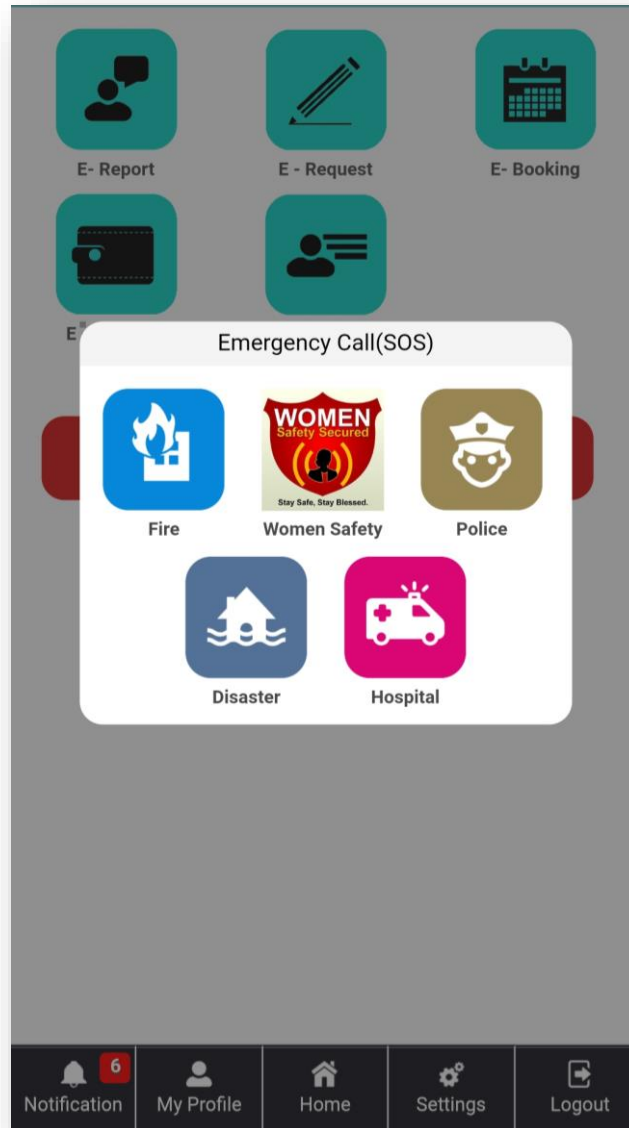 E- Report
E - Request
E- Booking
E
Emergency Call(SOS)
WOMEN
Safety Secured
Stay Safe, Stay Blessed.
Fire
Women Safety
Police
Disaster
Hospital
6
Notification
My Profile
Home
Settings
Logout